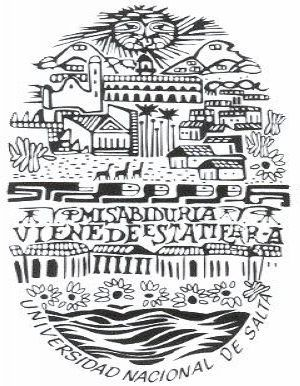 MI SABIDURIA
VIENE DE ESTA TIERRA
UNIVERSIDAD NACIONAL DE SALTA